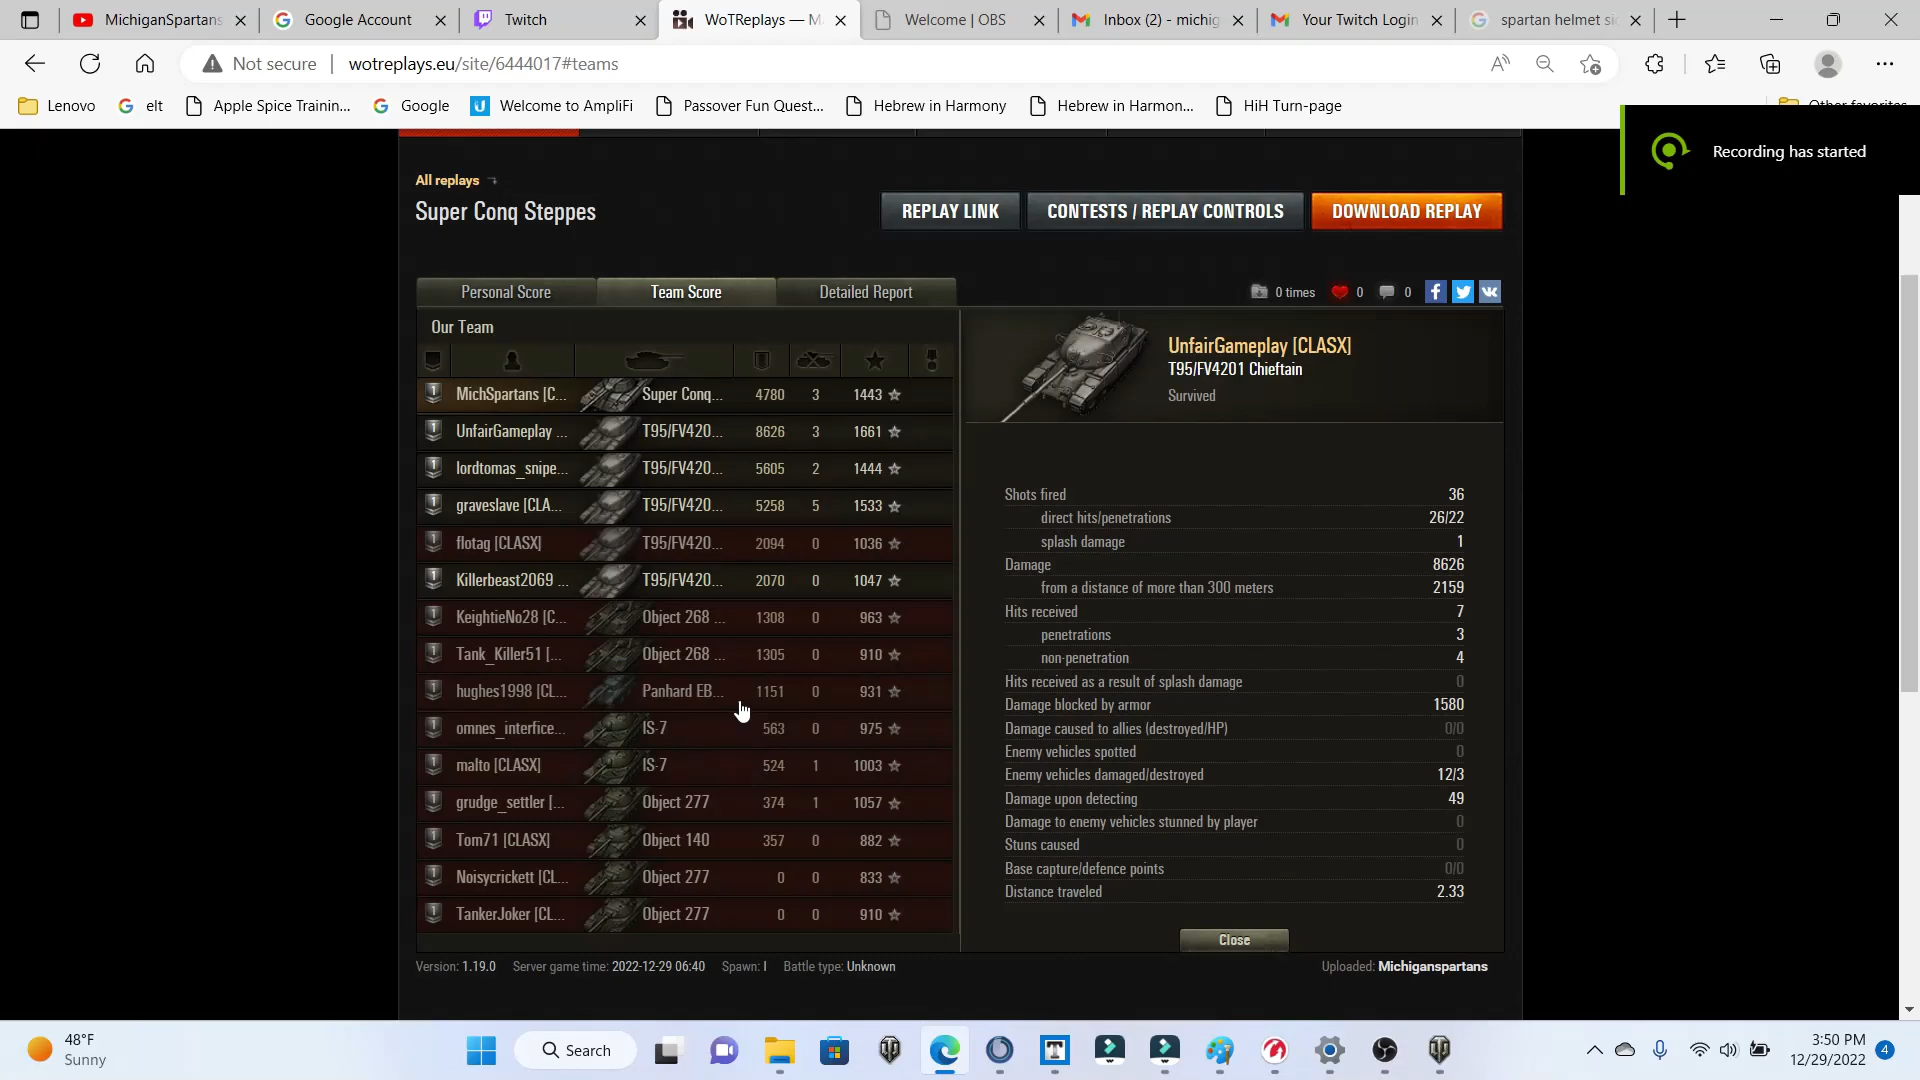 MichiganSpartans
Google Account
Twitch
WoTReplays — M
Welcome | OBS
Inbox (2) - michig
Your Twitch Login
spartan helmet si
Not secure
wotreplays.eu/site/6444017#teams
Lenovo
elt
Apple Spice Trainin...
Google
Welcome to AmpliFi
Passover Fun Quest...
Hebrew in Harmony
Hebrew in Harmon...
HiH Turn-page
Other favorites
Recording has started
All replays
Super Conq Steppes
REPLAY LINK
CONTESTS / REPLAY CONTROLS
DOWNLOAD REPLAY
Personal Score
Team Score
Detailed Report
0 times
0
0
Our Team
MichSpartans [C... Super Conq... 4780 3 1443
UnfairGameplay ... T95/FV420... 8626 3 1661
lordtomas_snipe... T95/FV420... 5605 2 1444
graveslave [CLA... T95/FV420... 5258 5 1533
flotag [CLASX] T95/FV420... 2094 0 1036
Killerbeast2069 ... T95/FV420... 2070 0 1047
KeightieNo28 [C... Object 268 ... 1308 0 963
Tank_Killer51 [... Object 268 ... 1305 0 910
hughes1998 [CL... Panhard EB... 1151 0 931
omnes_interfice... IS-7 563 0 975
malto [CLASX] IS-7 524 1 1003
grudge_settler [... Object 277 374 1 1057
Tom71 [CLASX] Object 140 357 0 882
Noisycrickett [CL... Object 277 0 0 833
TankerJoker [CL... Object 277 0 0 910
UnfairGameplay [CLASX]
T95/FV4201 Chieftain
Survived
Shots fired 36
direct hits/penetrations 26/22
splash damage 1
Damage 8626
from a distance of more than 300 meters 2159
Hits received 7
penetrations 3
non-penetration 4
Hits received as a result of splash damage 0
Damage blocked by armor 1580
Damage caused to allies (destroyed/HP) 0/0
Enemy vehicles spotted 0
Enemy vehicles damaged/destroyed 12/3
Damage upon detecting 49
Damage to enemy vehicles stunned by player 0
Stuns caused 0
Base capture/defence points 0/0
Distance traveled 2.33
Close
Version: 1.19.0 Server game time: 2022-12-29 06:40 Spawn: I Battle type: Unknown
Uploaded: Michiganspartans
48°F
Sunny
Search
3:50 PM
12/29/2022
4